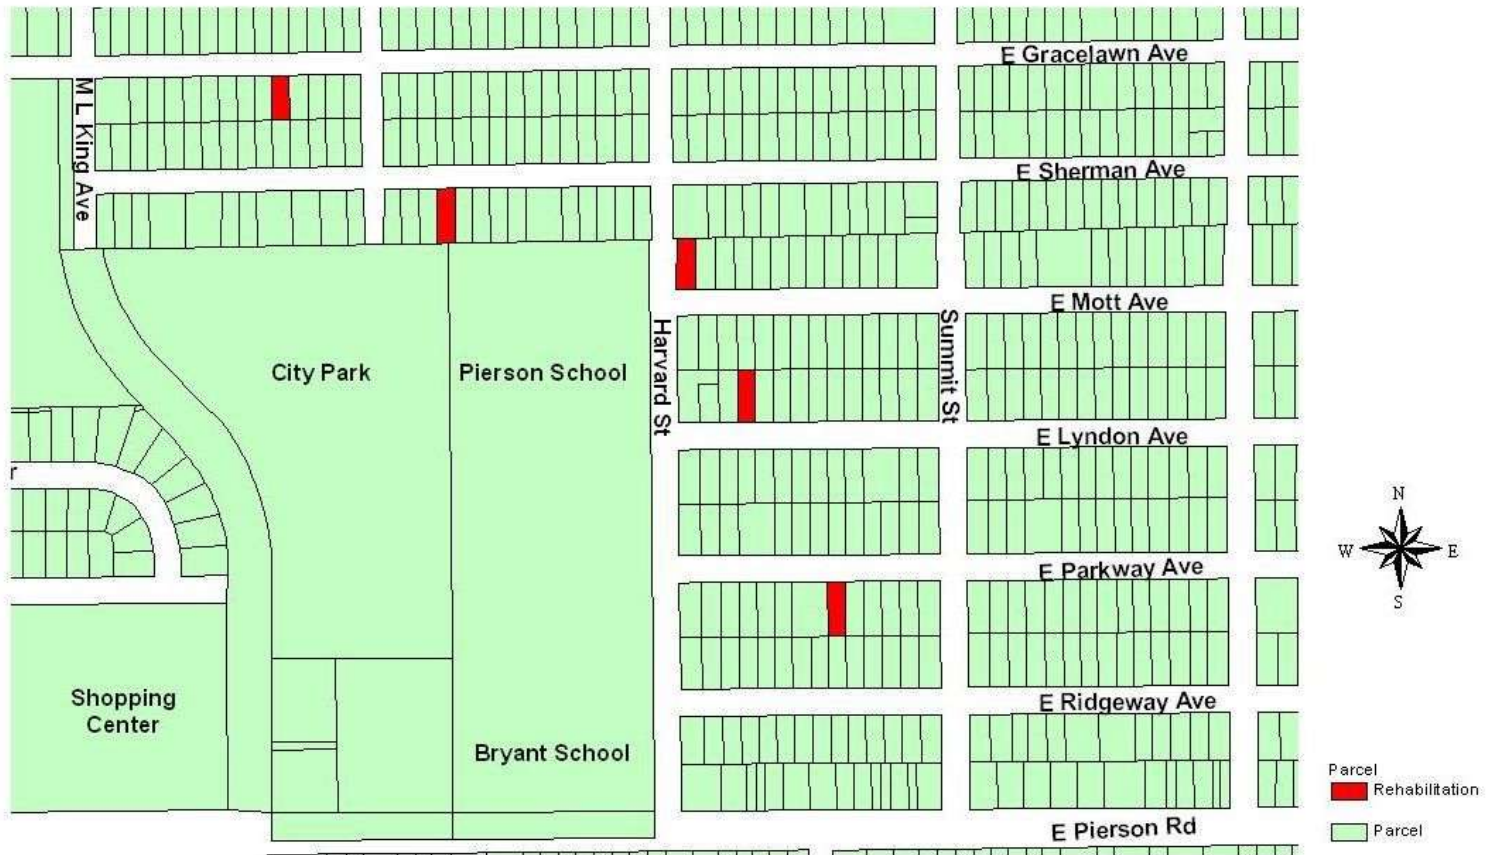 E Gracelawn Ave
M L King Ave
E Sherman Ave
E Mott Ave
Harvard St
Summit St
City Park
Pierson School
E Lyndon Ave
r
N
W
E
S
E Parkway Ave
Shopping
Center
E Ridgeway Ave
Bryant School
Parcel
Rehabilitation
Parcel
E Pierson Rd